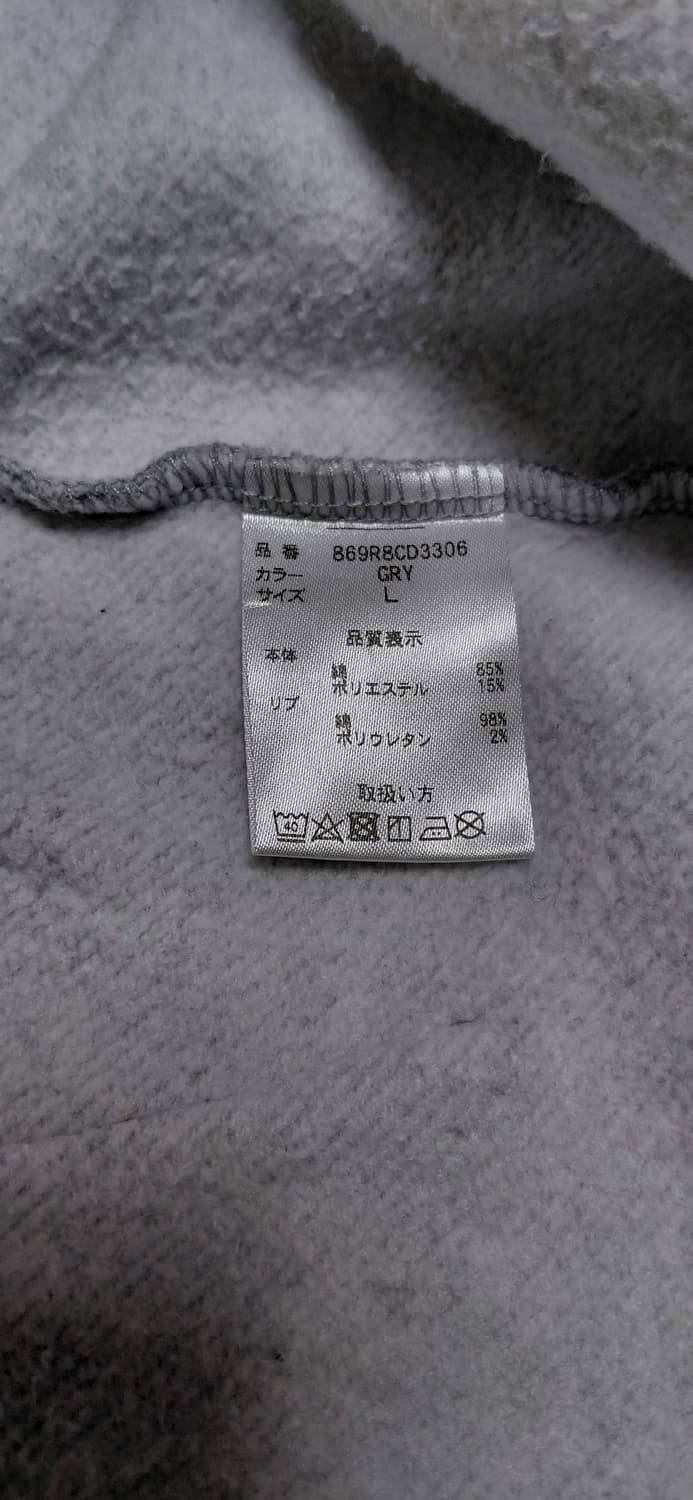 品番 869R8CD3306
カラー GRY
サイズ L
品質表示
本体 綿 85%
ポリエステル 15%
リブ 綿 98%
ポリウレタン 2%
取扱い方
40